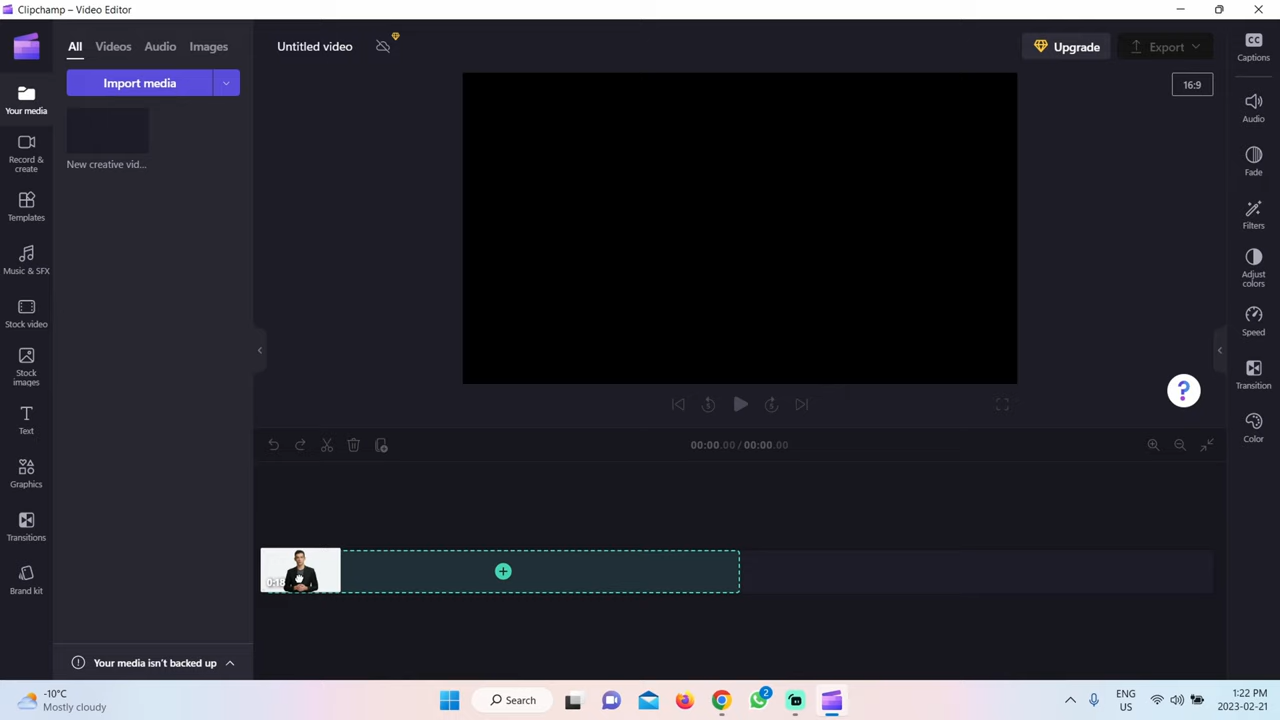 Clipchamp – Video Editor
All
Videos
Audio
Images
Untitled video
Upgrade
Export
Import media
16:9
New creative vid...
Your media
Record &
create
Templates
Music & SFX
Stock video
Stock
images
Text
Graphics
Transitions
Brand kit
Captions
Audio
Fade
Filters
Adjust
colors
Speed
Transition
Color
?
00:00.00 / 00:00.00
0:18
Your media isn't backed up
-10°C
Mostly cloudy
Search
2
ENG
US
1:22 PM
2023-02-21